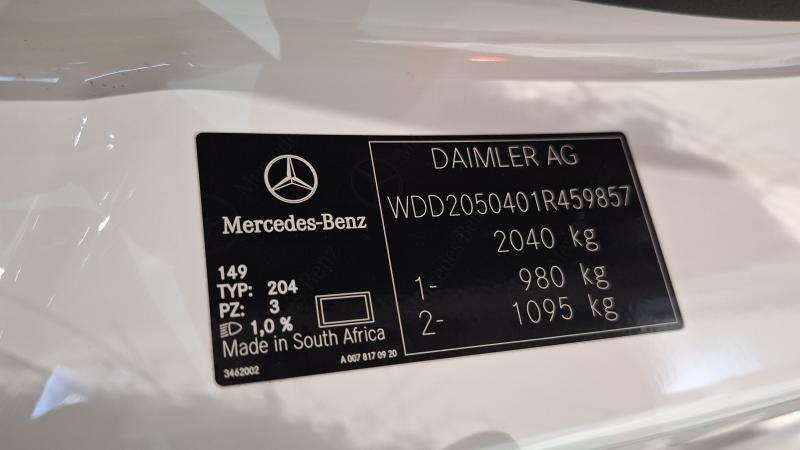 Mercedes-Benz
149
TYP: 204
PZ: 3
1,0 %
Made in South Africa
3462002
A 007 817 09 20
DAIMLER AG
WDD2050401R459857
2040 kg
1- 980 kg
2- 1095 kg